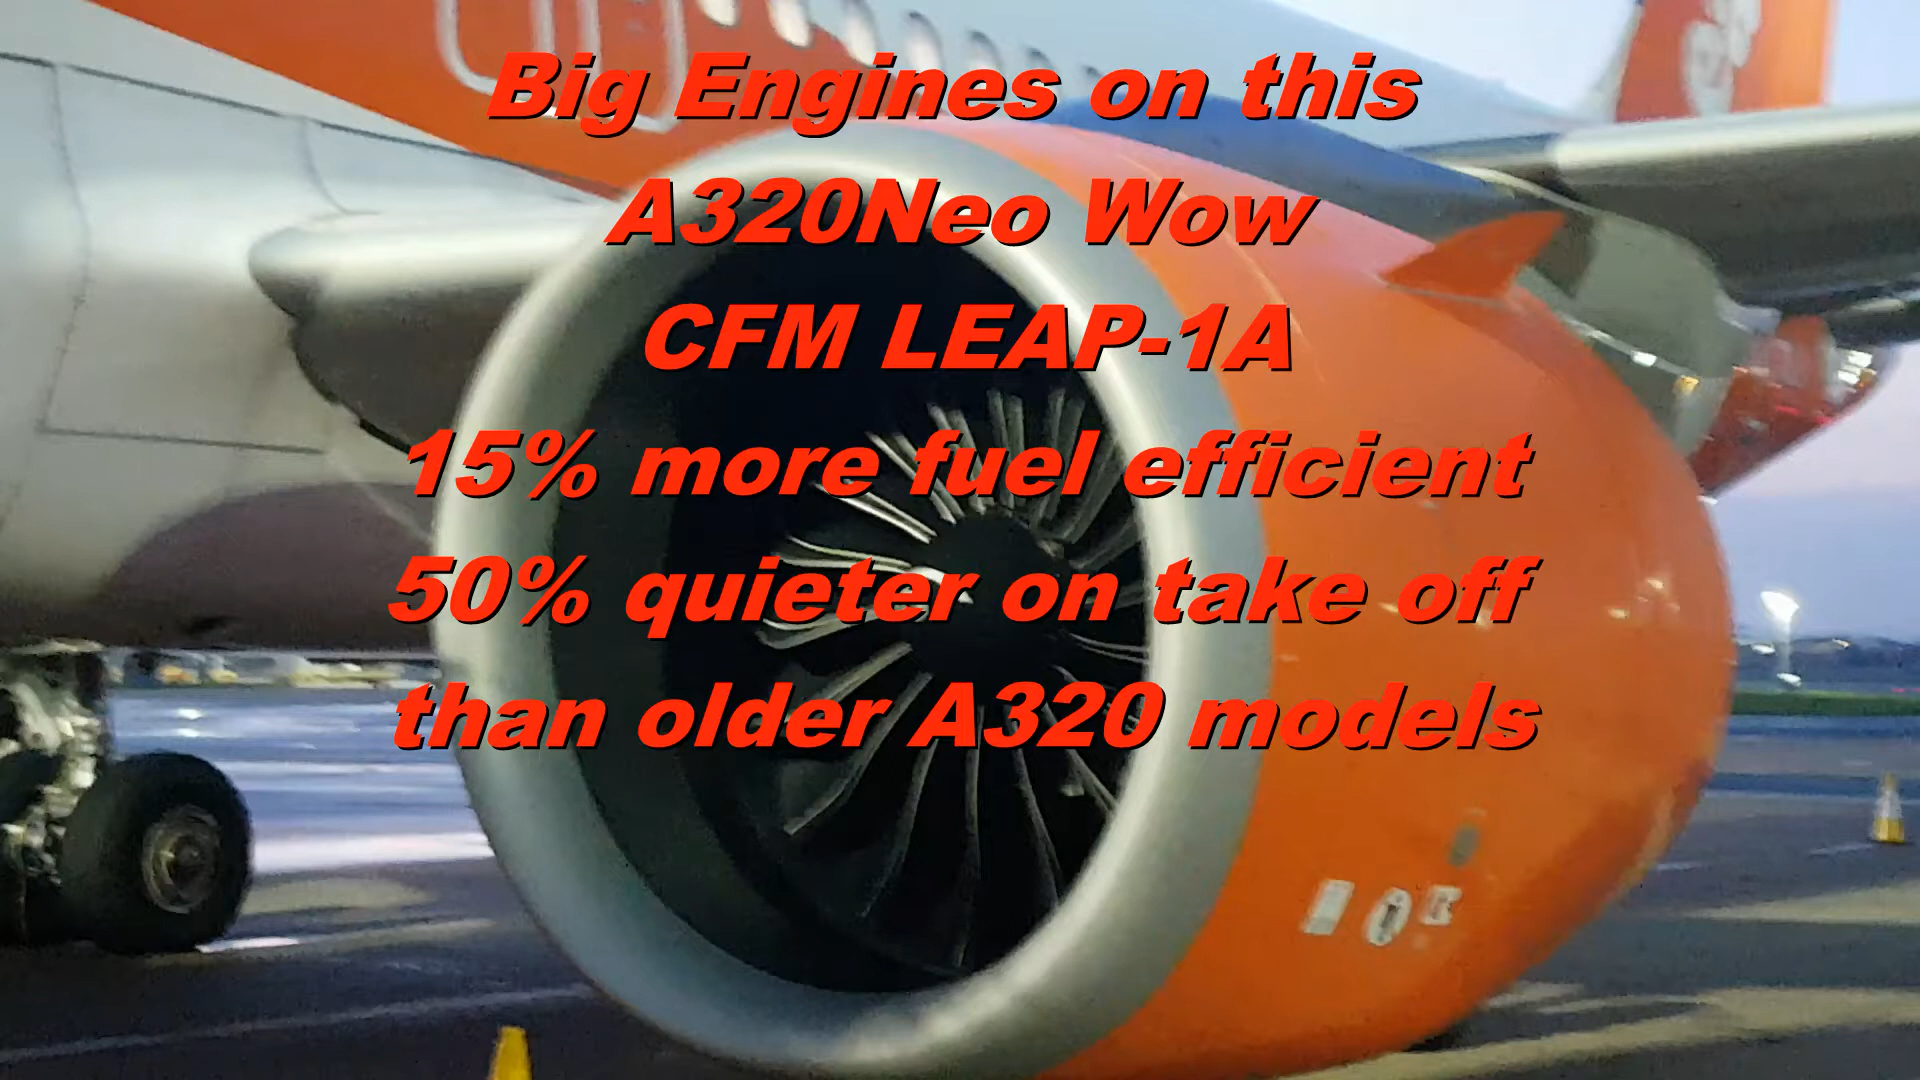 Big Engines on this
A320Neo Wow
CFM LEAP-1A
15% more fuel efficient
50% quieter on take off
than older A320 models